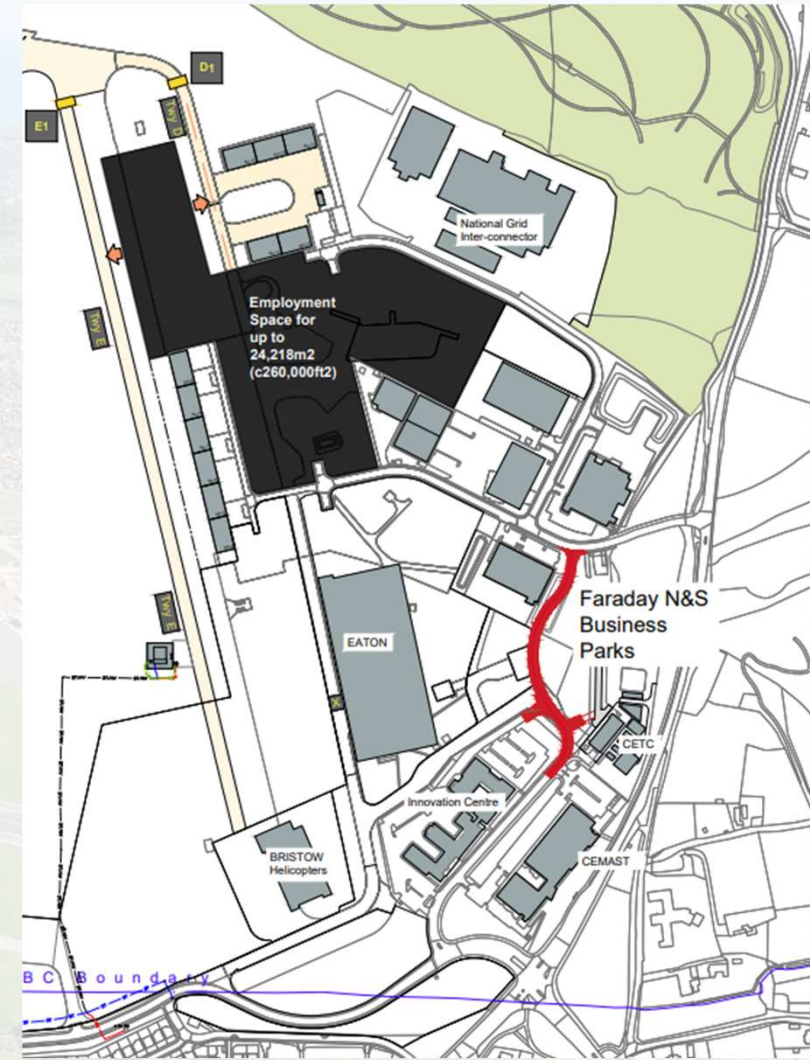 D1
E1
Twy D
National Grid
Inter-connector
Employment
Space for
up to
24,218m2
(c260,000ft2)
Twy E
Twy E
EATON
Faraday N&S
Business
Parks
CETC
Innovation Centre
BRISTOW
Helicopters
CEMAST
BC Boundary